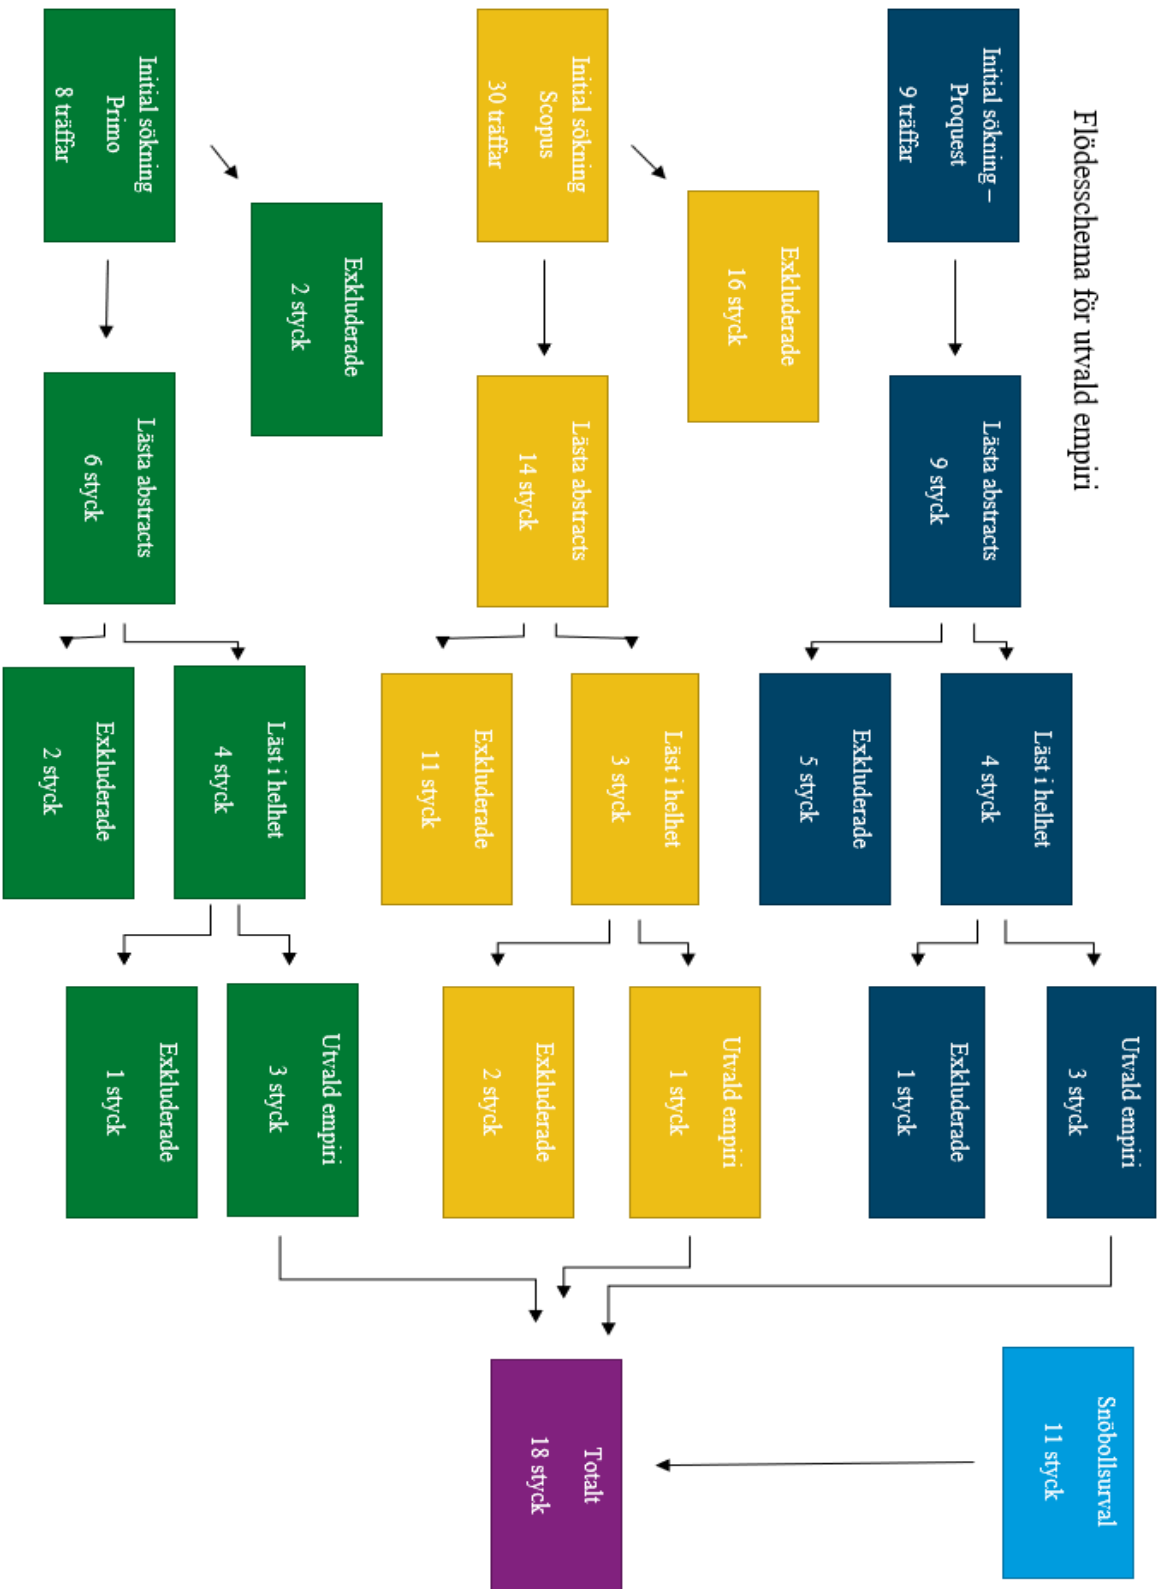 Flödesschema för utvald empiri
Initial sökning –
Proquest
9 träffar
Lästa abstracts
9 styck
Läst i helhet
4 styck
Exkluderade
5 styck
Utvald empiri
3 styck
Exkluderade
1 styck
Snöbollsurval
11 styck
Exkluderade
16 styck
Initial sökning
Scopus
30 träffar
Lästa abstracts
14 styck
Läst i helhet
3 styck
Exkluderade
11 styck
Utvald empiri
1 styck
Exkluderade
2 styck
Totalt
18 styck
Exkluderade
2 styck
Initial sökning
Primo
8 träffar
Lästa abstracts
6 styck
Läst i helhet
4 styck
Exkluderade
2 styck
Utvald empiri
3 styck
Exkluderade
1 styck